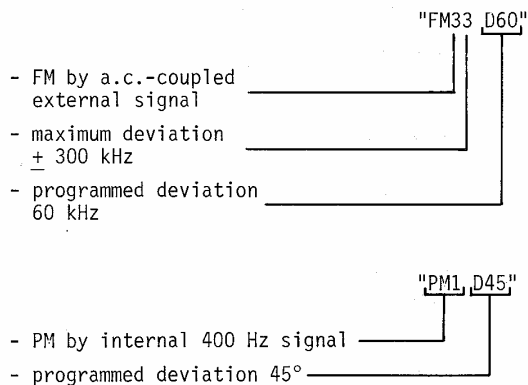 "FM33 D60"
- FM by a.c.-coupled
external signal
- maximum deviation
± 300 kHz
- programmed deviation
60 kHz
"PM1 D45"
- PM by internal 400 Hz signal
- programmed deviation 45°